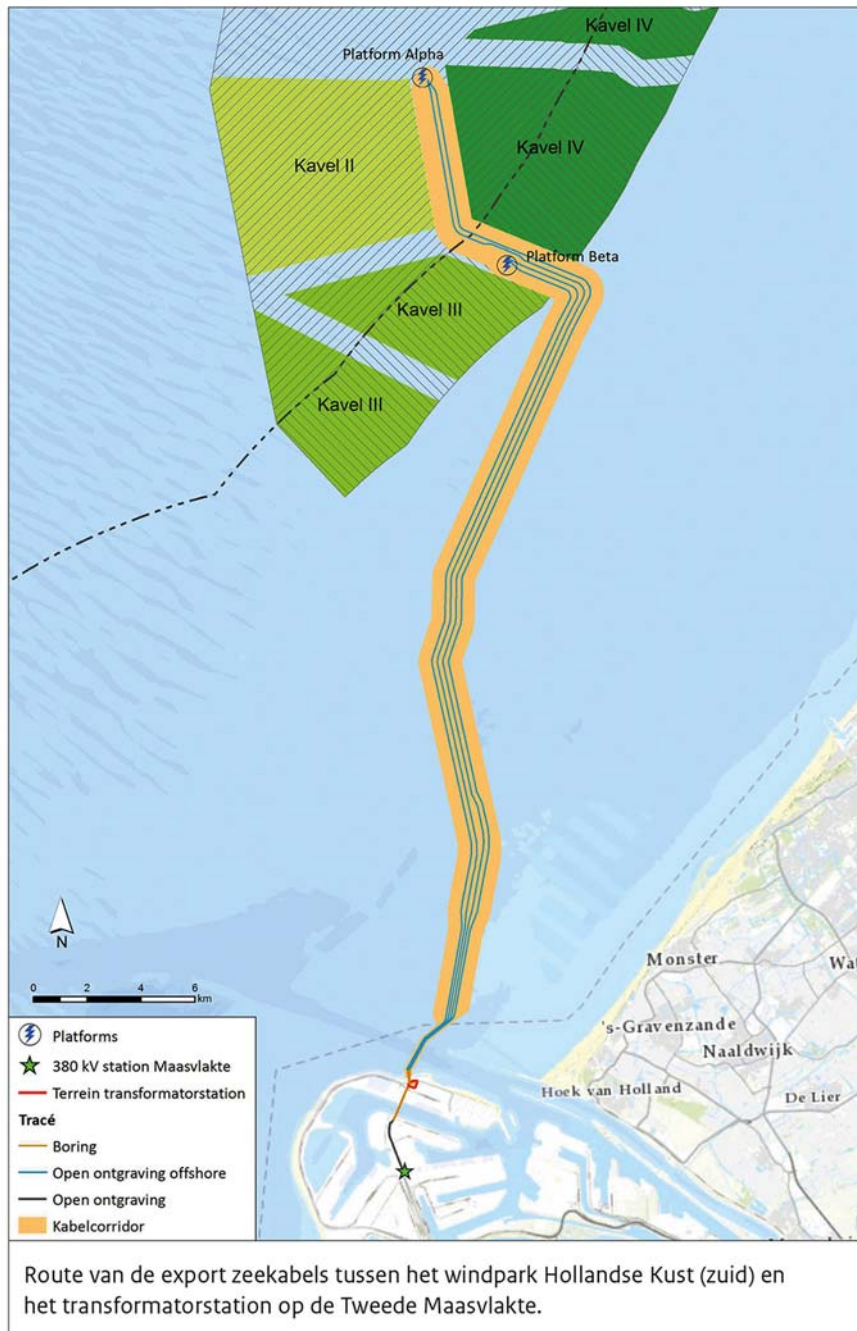 Kavel IV
Platform Alpha
Kavel II
Kavel IV
Platform Beta
Kavel III
Kavel III
N
0 2 4 6
km
Monster
Wat
's-Gravenzande
Naaldwijk
Hoek van Holland
De Lier
Platforms
380 kV station Maasvlakte
Terrein transformatorstation
Tracé
Boring
Open ontgraving offshore
Open ontgraving
Kabelcorridor
Route van de export zeekabels tussen het windpark Hollandse Kust (zuid) en
het transformatorstation op de Tweede Maasvlakte.